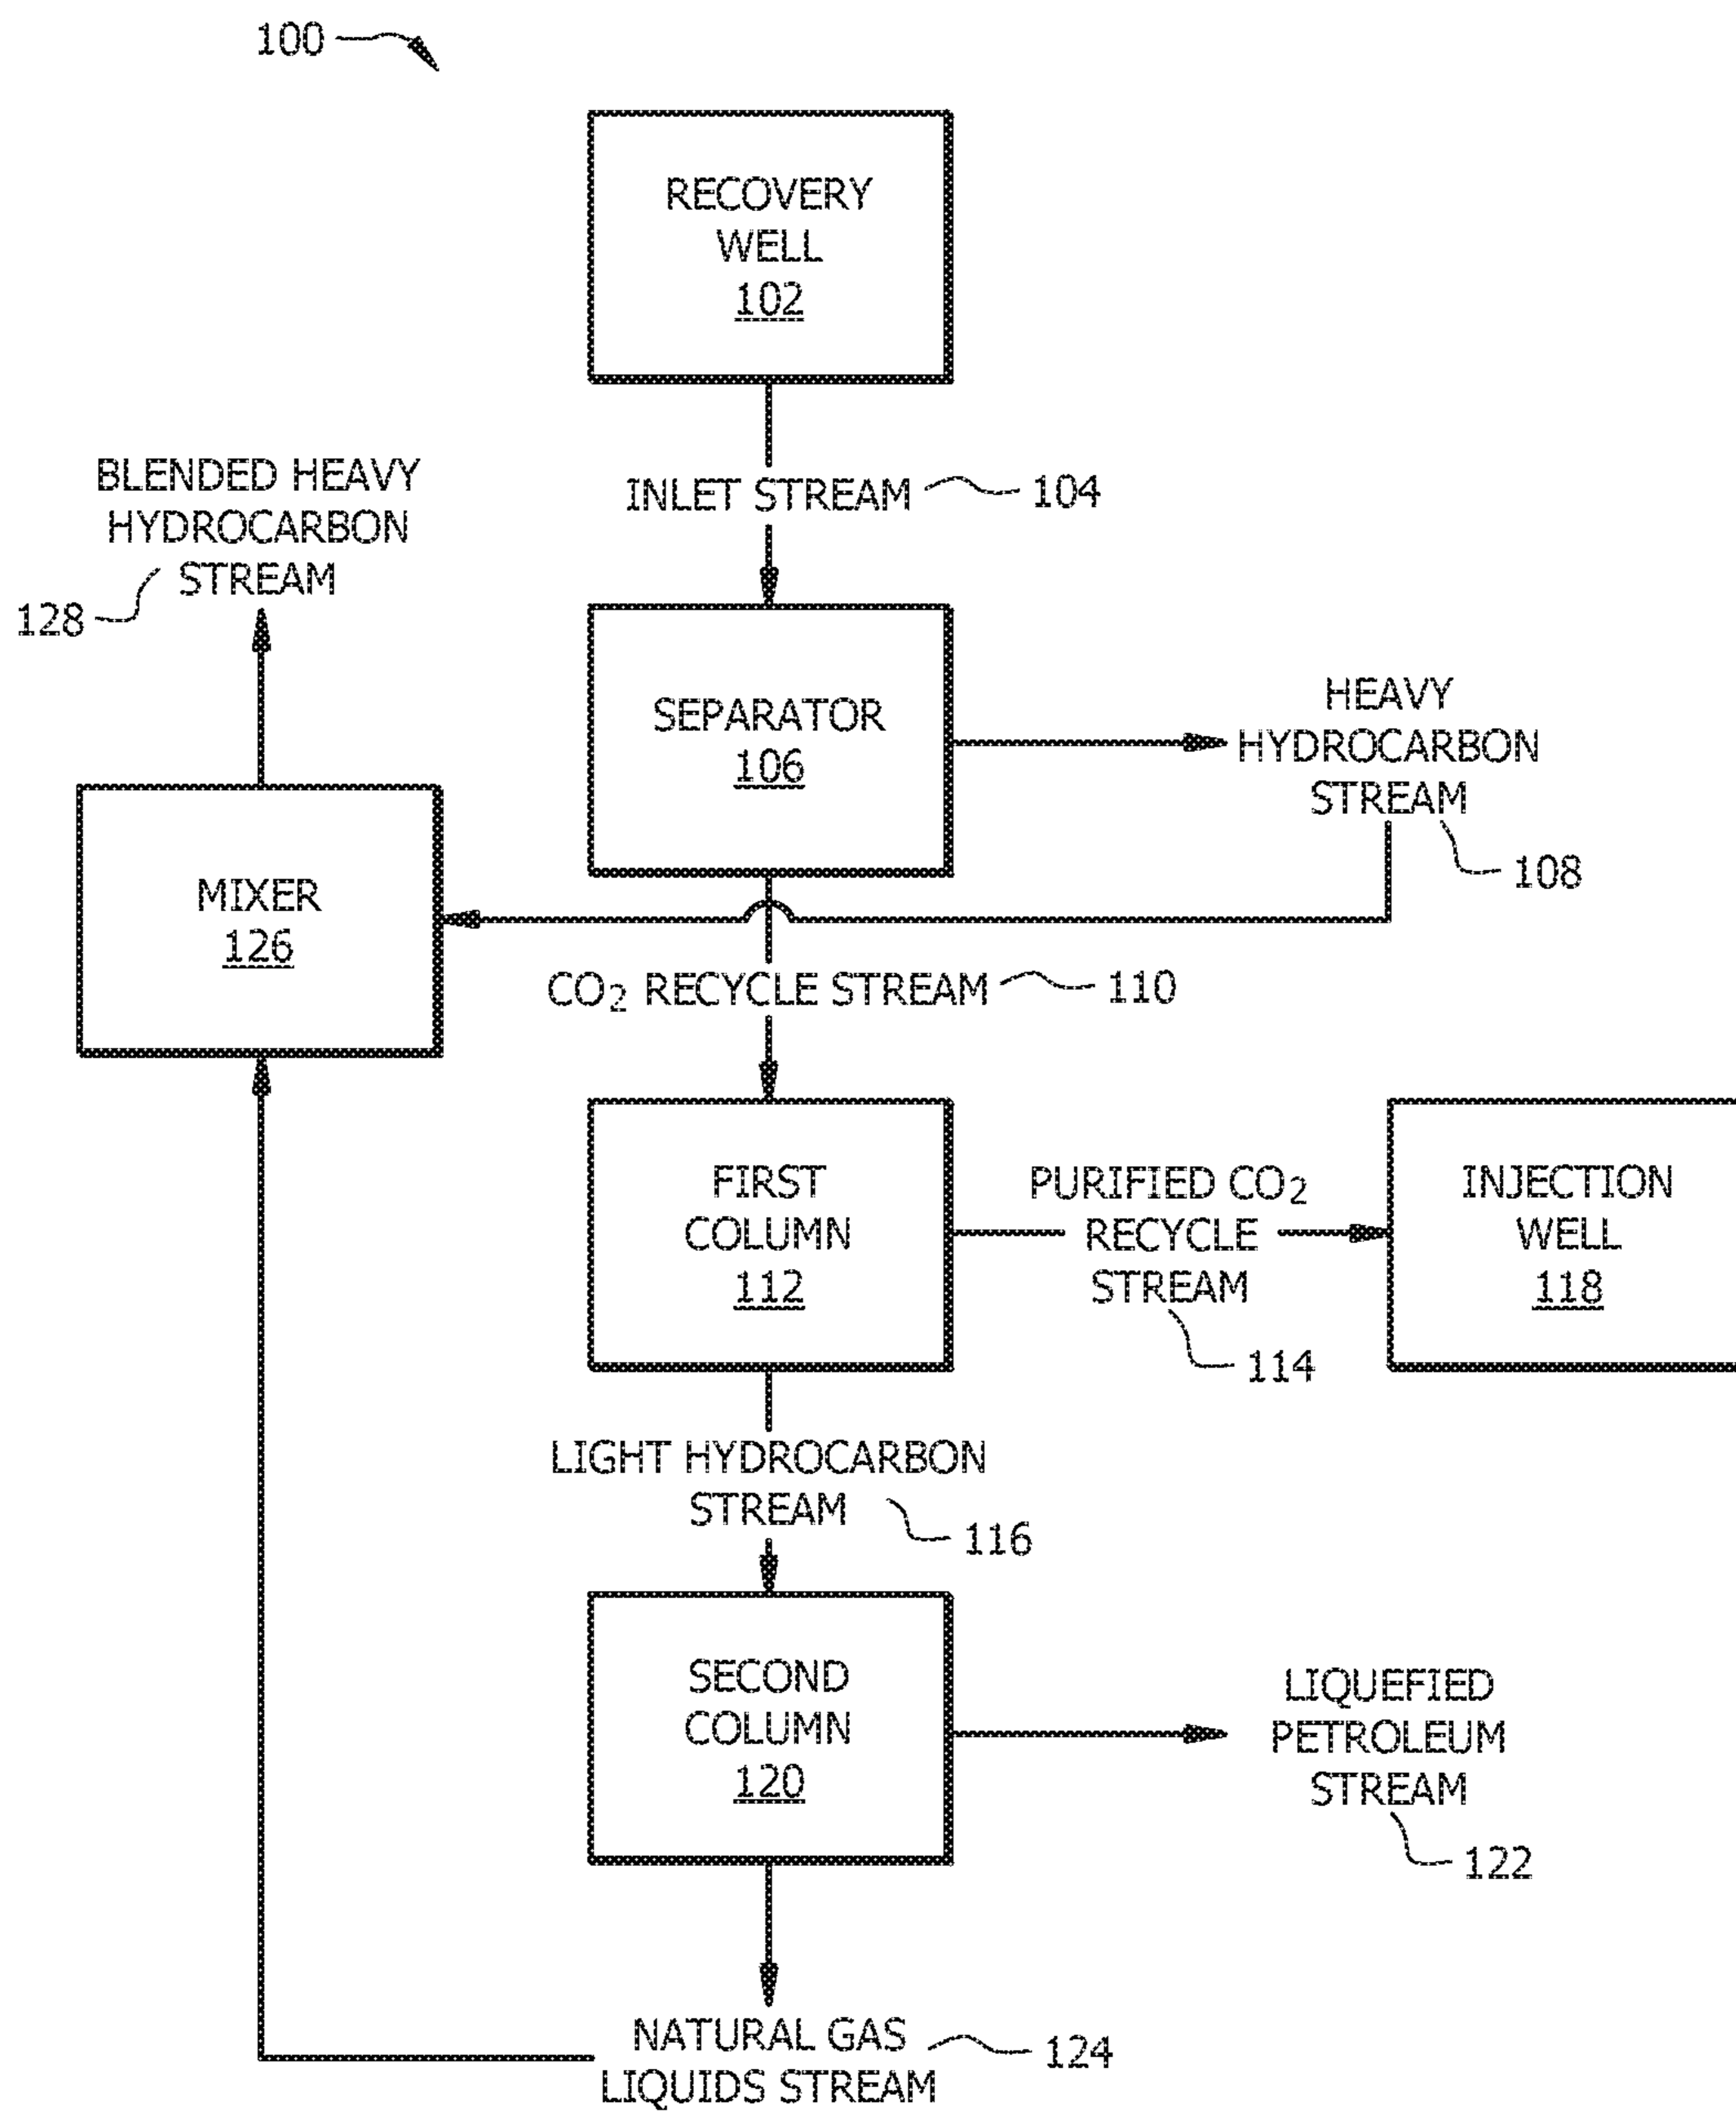 100
RECOVERY
WELL
102
INLET STREAM 104
BLENDED HEAVY
HYDROCARBON
STREAM
128
SEPARATOR
106
HEAVY
HYDROCARBON
STREAM
108
MIXER
126
CO₂ RECYCLE STREAM 110
FIRST
COLUMN
112
PURIFIED CO₂
RECYCLE
STREAM
114
INJECTION
WELL
118
LIGHT HYDROCARBON
STREAM
116
SECOND
COLUMN
120
LIQUEFIED
PETROLEUM
STREAM
122
NATURAL GAS
LIQUIDS STREAM
124